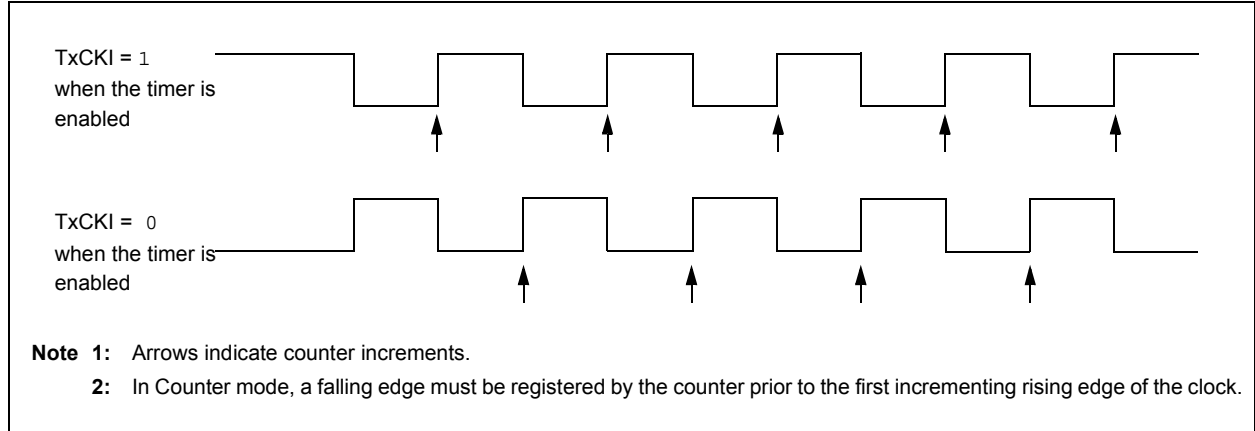 TxCKI = 1
when the timer is
enabled
TxCKI = 0
when the timer is
enabled
Note 1: Arrows indicate counter increments.
2: In Counter mode, a falling edge must be registered by the counter prior to the first incrementing rising edge of the clock.